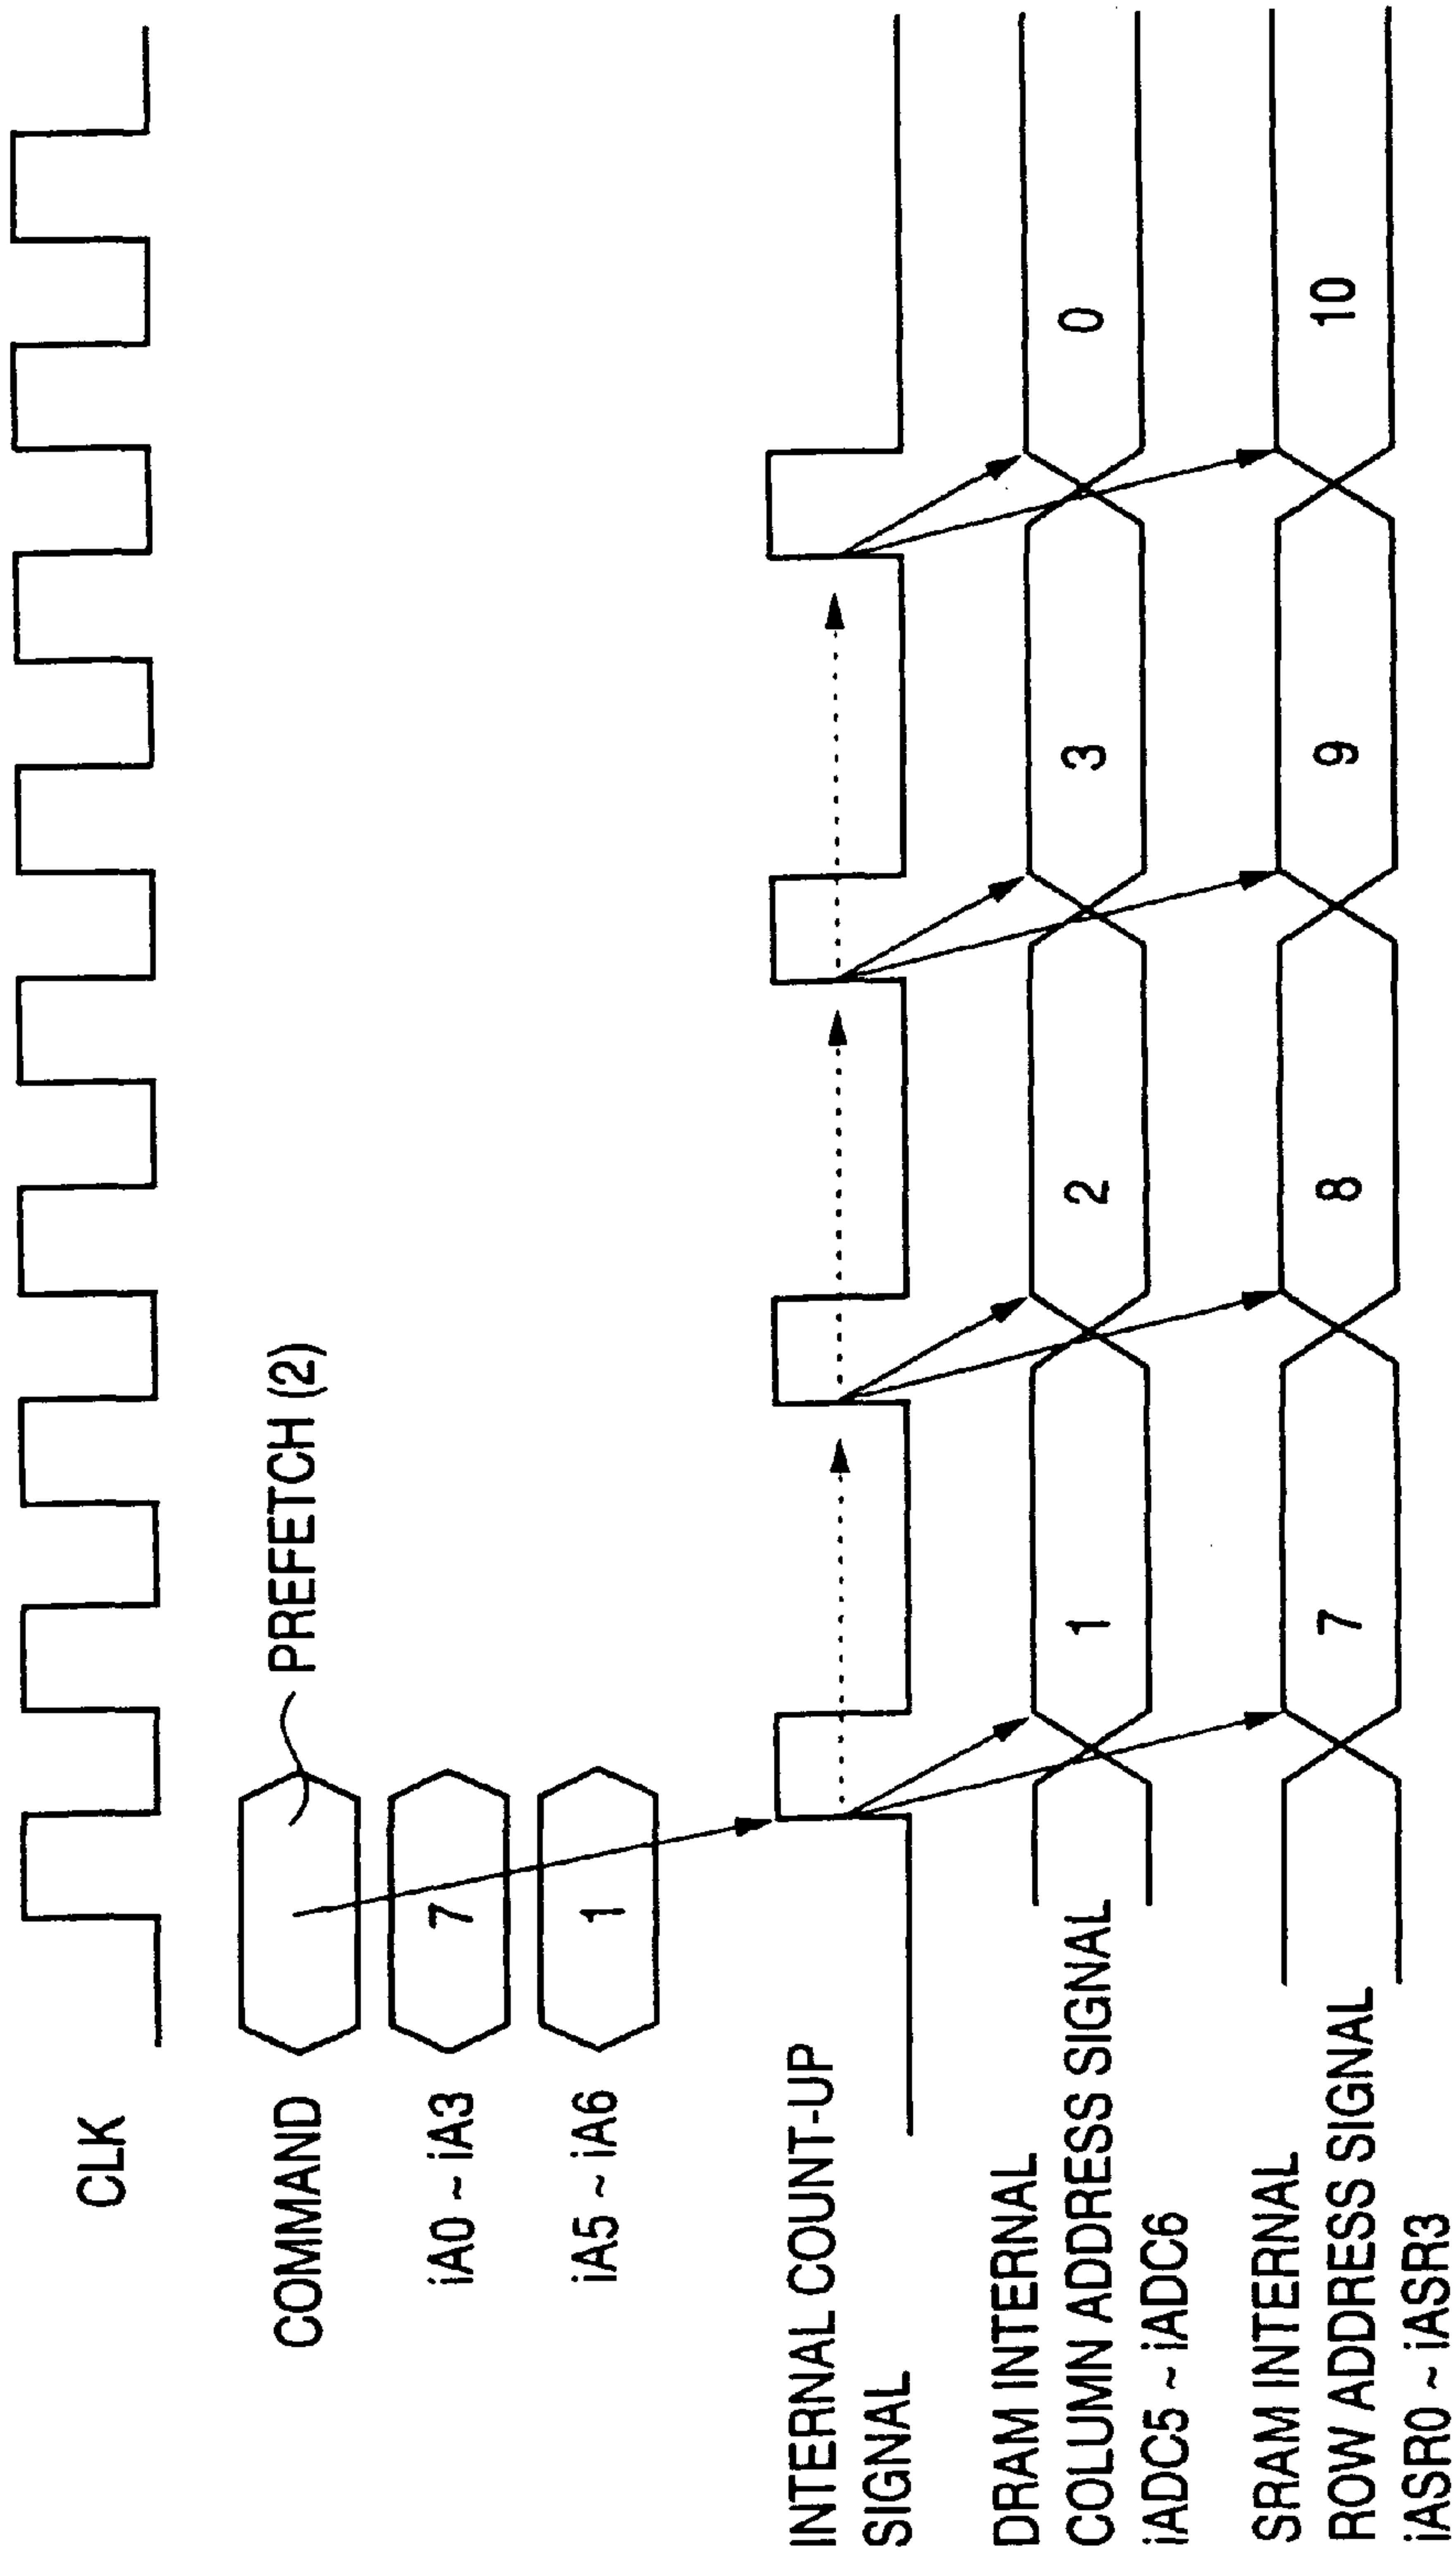 CLK
COMMAND
PREFETCH (2)
iA0 ~ iA3
7
iA5 ~ iA6
1
INTERNAL COUNT-UP
SIGNAL
DRAM INTERNAL
COLUMN ADDRESS SIGNAL
iADC5 ~ iADC6
1
2
3
0
SRAM INTERNAL
ROW ADDRESS SIGNAL
iASR0 ~ iASR3
7
8
9
10